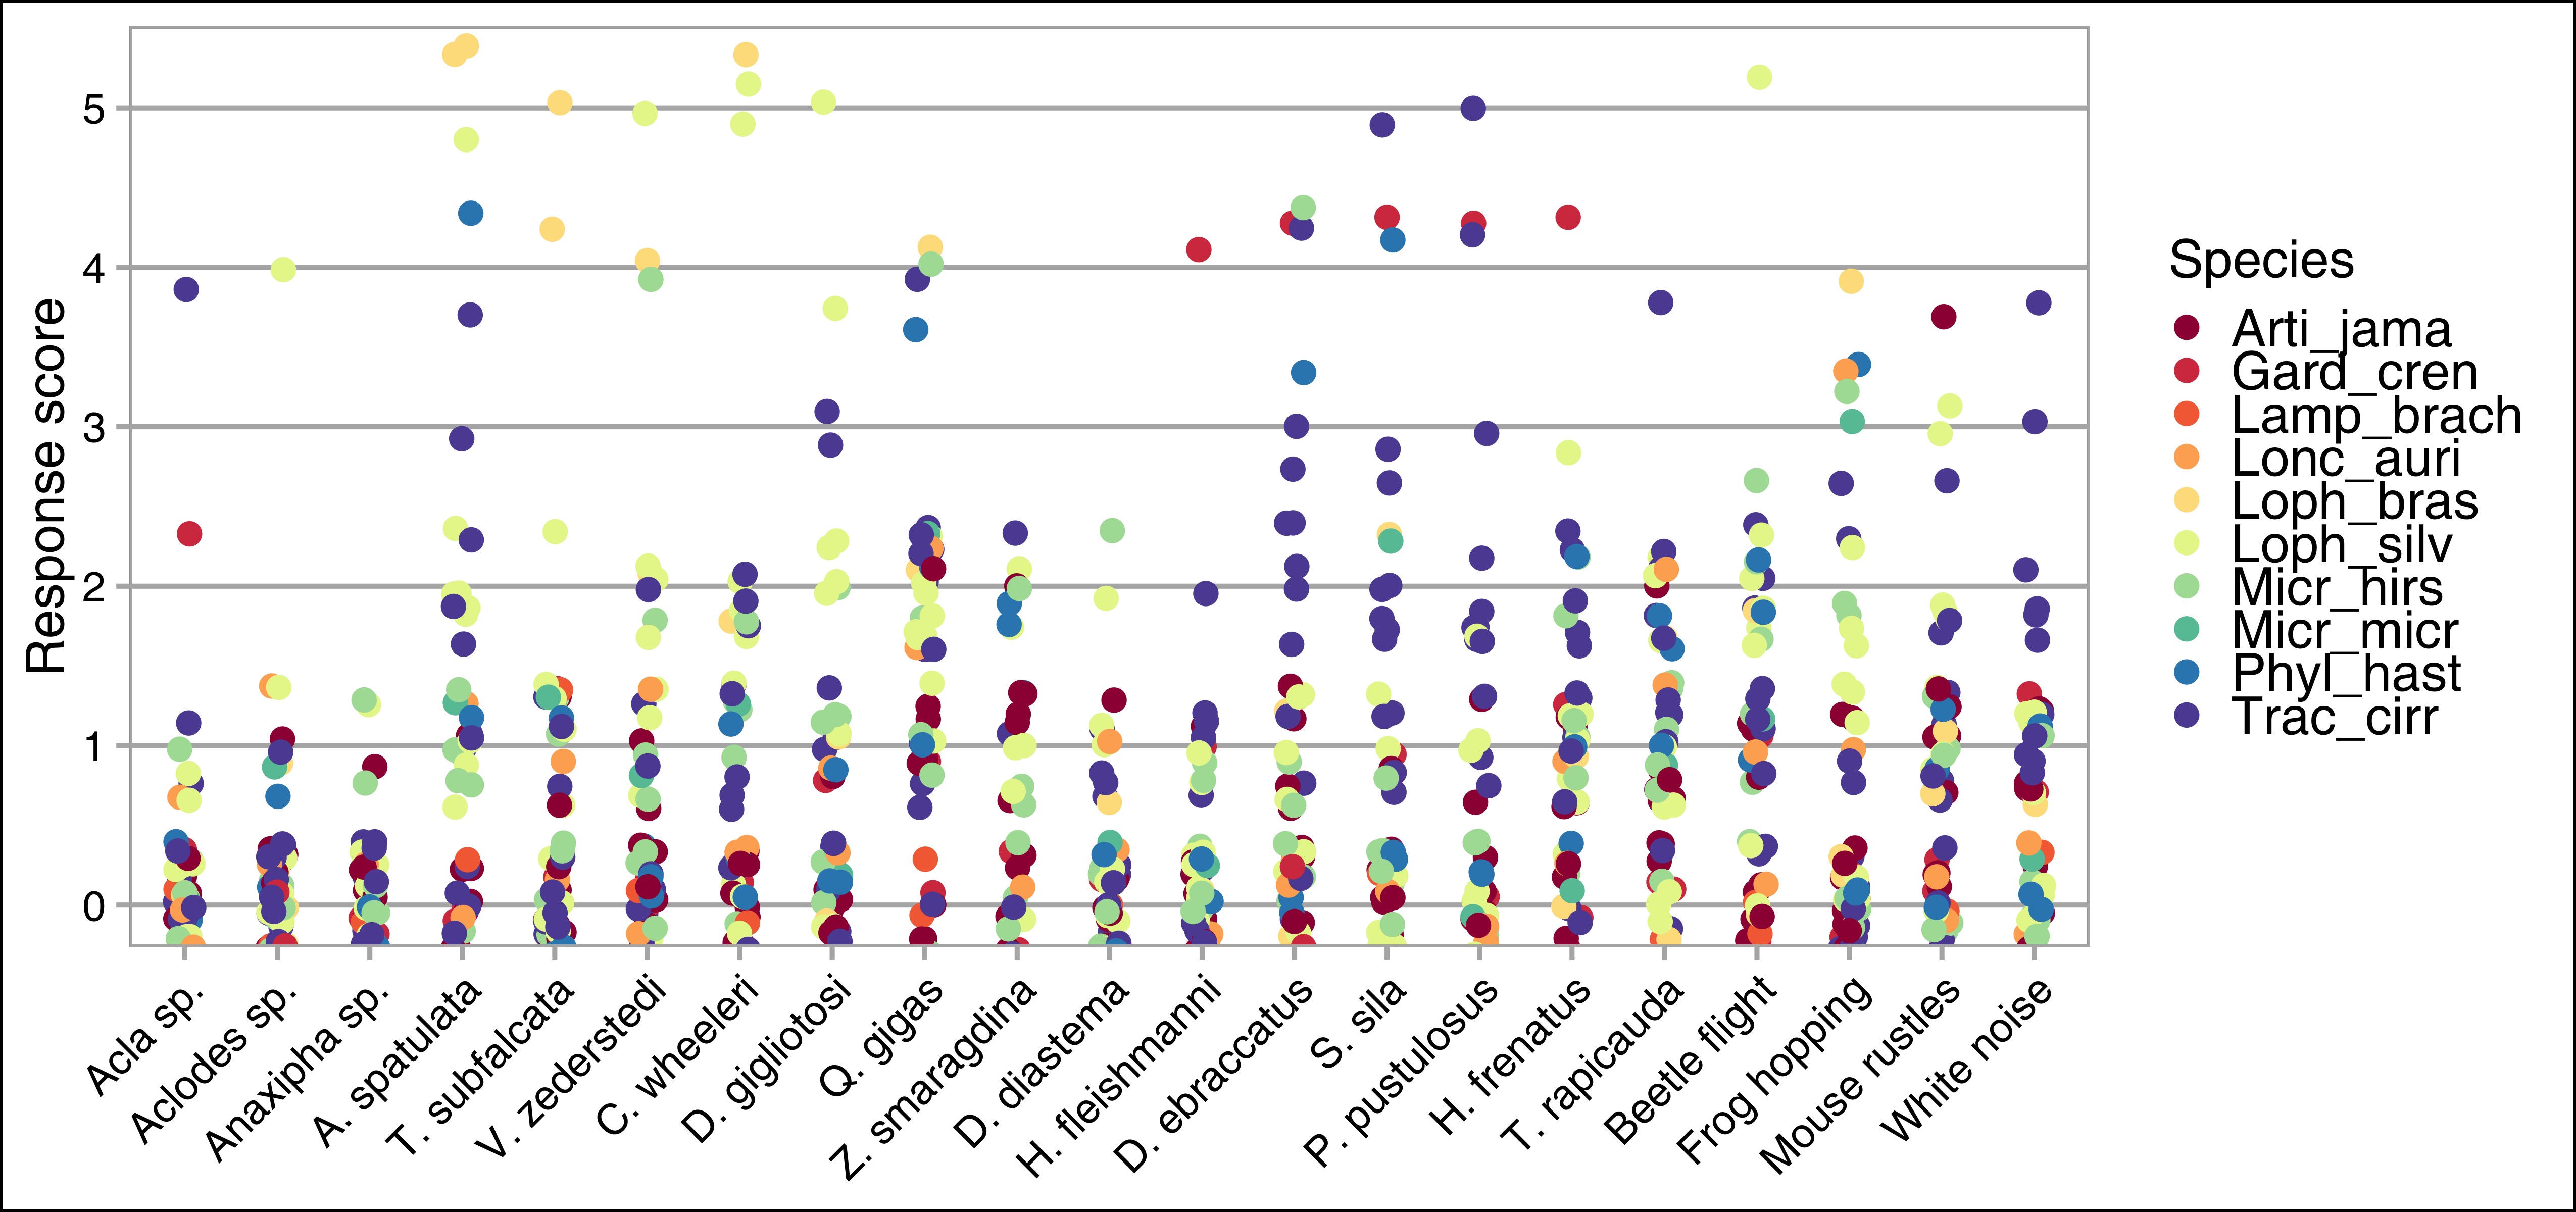 Response score
5
4
3
2
1
0
Acla sp.
Aclodes sp.
Anaxipha sp.
A. spatulata
T. subfalcata
V. zederstedi
C. wheeleri
D. gigliotosi
Q. gigas
Z. smaragdina
D. diastema
H. fleishmanni
D. ebraccatus
S. sila
P. pustulosus
H. frenatus
T. rapicauda
Beetle flight
Frog hopping
Mouse rustles
White noise
Species
Arti_jama
Gard_cren
Lamp_brach
Lonc_auri
Loph_bras
Loph_silv
Micr_hirs
Micr_micr
Phyl_hast
Trac_cirr